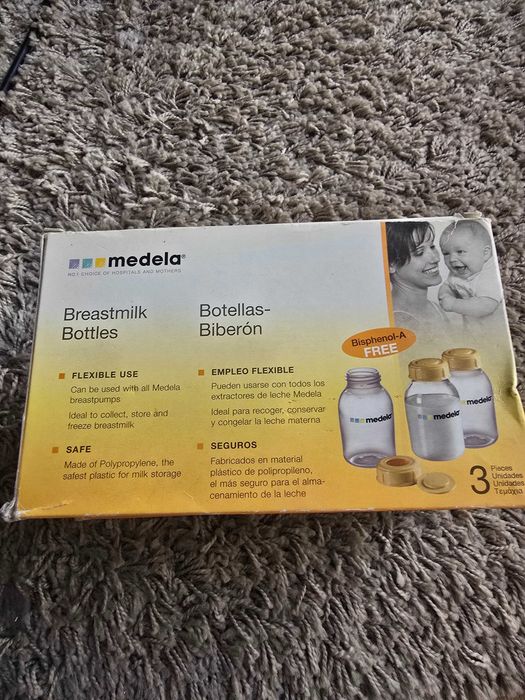 medela®
NO.1 CHOICE OF HOSPITALS AND MOTHERS
Breastmilk
Bottles
FLEXIBLE USE
Can be used with all Medela
breastpumps
Ideal to collect, store and
freeze breastmilk
SAFE
Made of Polypropylene, the
safest plastic for milk storage
Botellas-
Biberón
EMPLEO FLEXIBLE
Pueden usarse con todos los
extractores de leche Medela
Ideal para recoger, conservar
y congelar la leche materna
SEGUROS
Fabricados en material
plástico de polipropileno,
el más seguro para el alma-
cenamiento de la leche
Bisphenol-A
FREE
medela
medela
3
Pieces
Unidades
Unidades
Τεμάχια